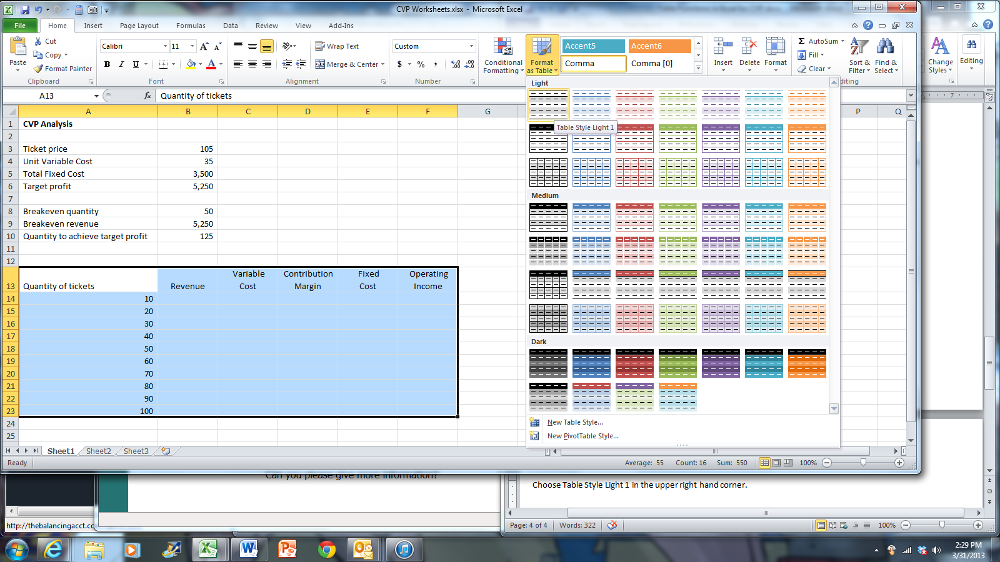 CVP Worksheets.xlsx - Microsoft Excel
File Home Insert Page Layout Formulas Data Review View Add-Ins
Paste
Cut
Copy
Format Painter
Clipboard
Calibri 11
B I U A
Font
Wrap Text
Merge & Center
Alignment
Custom
$ % ,
Number
Conditional Formatting
Format as Table
Accent5 Accent6
Comma Comma [0]
Insert Delete Format
Σ AutoSum
Fill
Clear
Sort & Filter
Find & Select
Editing
Change Styles
Editing
A13 fx Quantity of tickets
A B C D E F G P Q
7
1 CVP Analysis
2
3 Ticket price 105
4 Unit Variable Cost 35
5 Total Fixed Cost 3,500
6 Target profit 5,250
7
8 Breakeven quantity 50
9 Breakeven revenue 5,250
10 Quantity to achieve target profit 125
11
12
13 Quantity of tickets Revenue Variable Cost Contribution Margin Fixed Cost Operating Income
14 10
15 20
16 30
17 40
18 50
19 60
20 70
21 80
22 90
23 100
24
25
Light
Table Style Light 1
Medium
Dark
New Table Style...
New PivotTable Style...
Sheet1 Sheet2 Sheet3
Ready Average: 55 Count: 16 Sum: 550 100%
Can you please give more information?
Choose Table Style Light 1 in the upper right hand corner.
http://thebalancingacct.co
Page: 4 of 4 Words: 322 100%
2:29 PM
3/31/2013